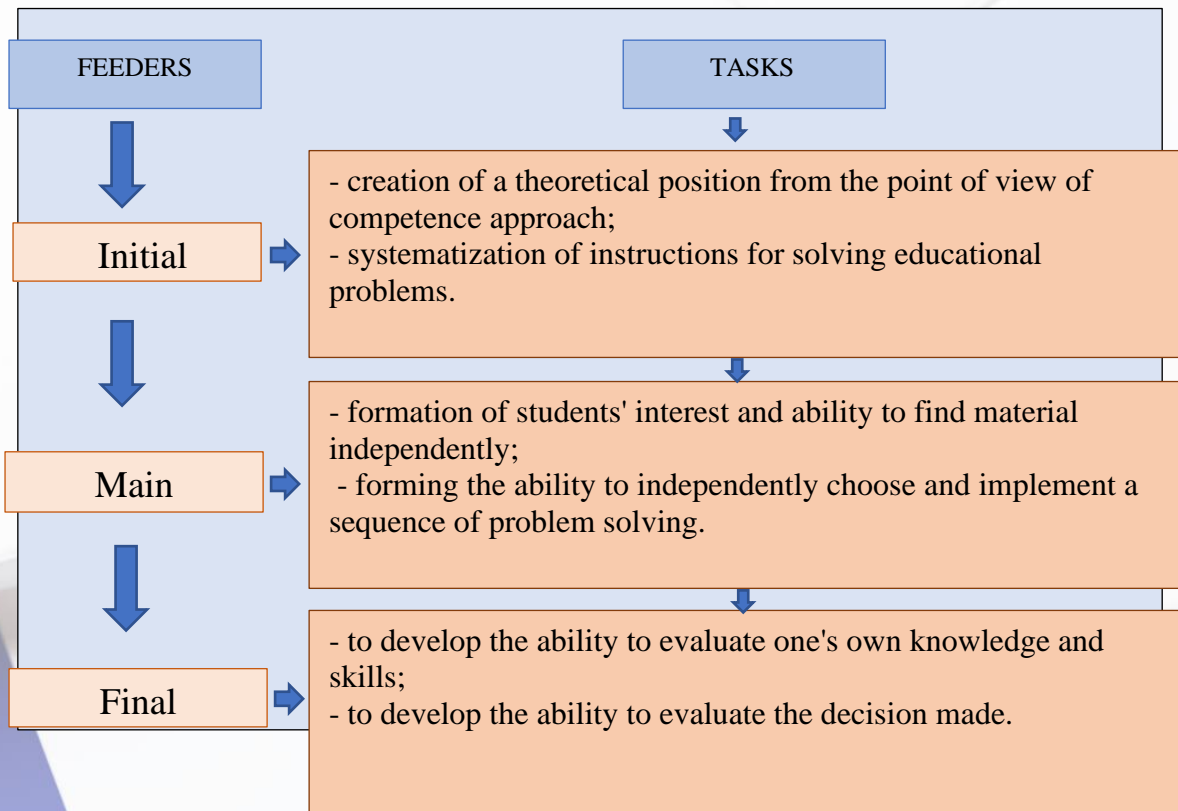 FEEDERS
TASKS
Initial
- creation of a theoretical position from the point of view of
competence approach;
- systematization of instructions for solving educational
problems.
Main
- formation of students' interest and ability to find material
independently;
- forming the ability to independently choose and implement a
sequence of problem solving.
Final
- to develop the ability to evaluate one's own knowledge and
skills;
- to develop the ability to evaluate the decision made.